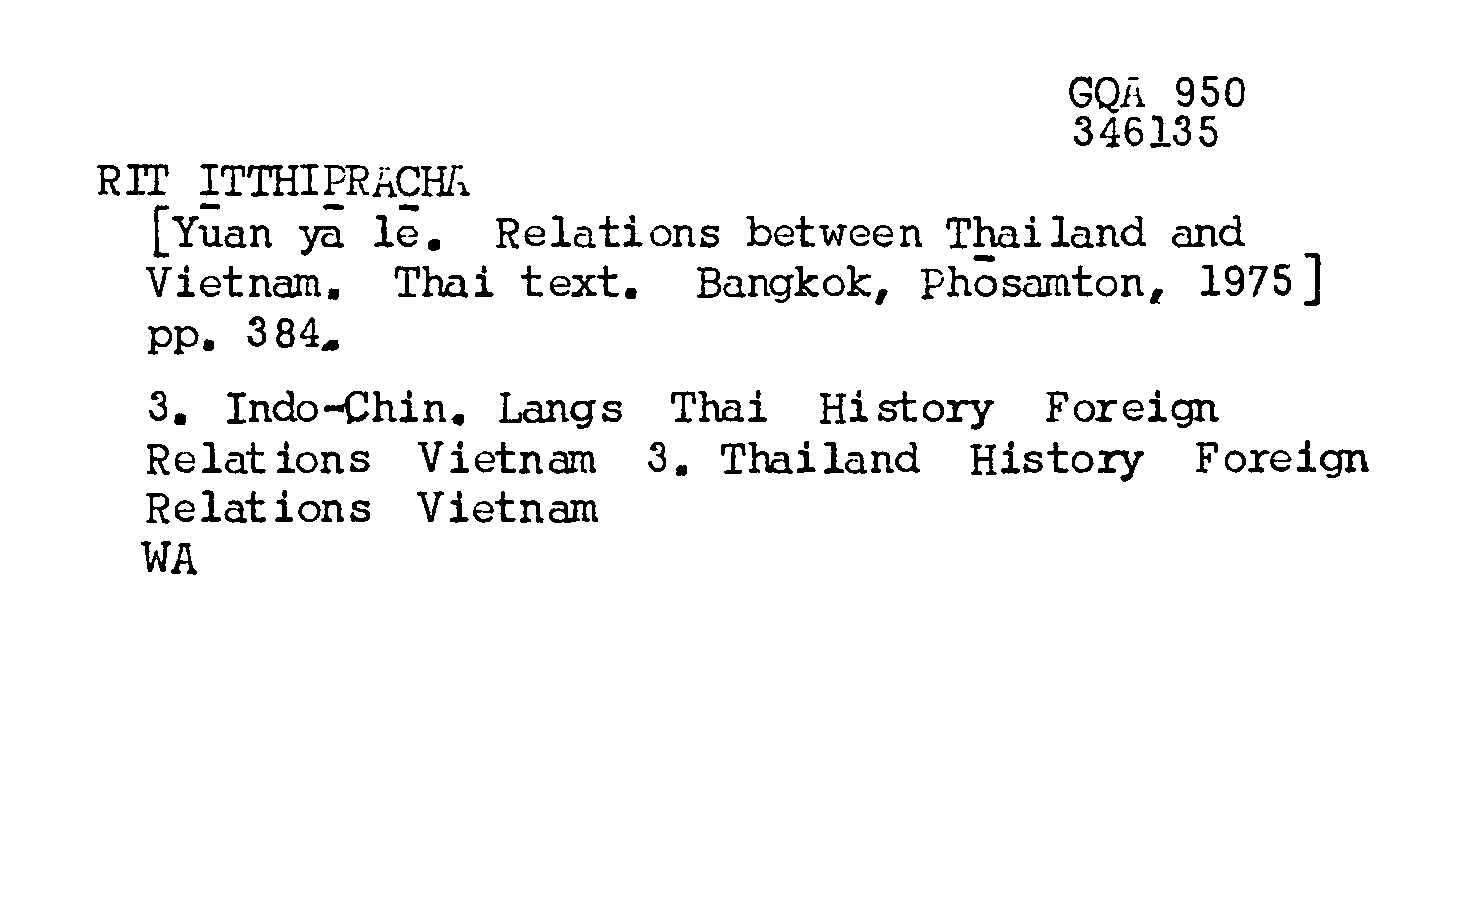 GQA 950
346135
RIT ITTHIPRACHA
[Yūan yā lē. Relations between Thailand and
Vietnam. Thai text. Bangkok, Phōsamton, 1975]
pp. 384.
3. Indo-Chin. Langs Thai History Foreign
Relations Vietnam 3. Thailand History Foreign
Relations Vietnam
WA